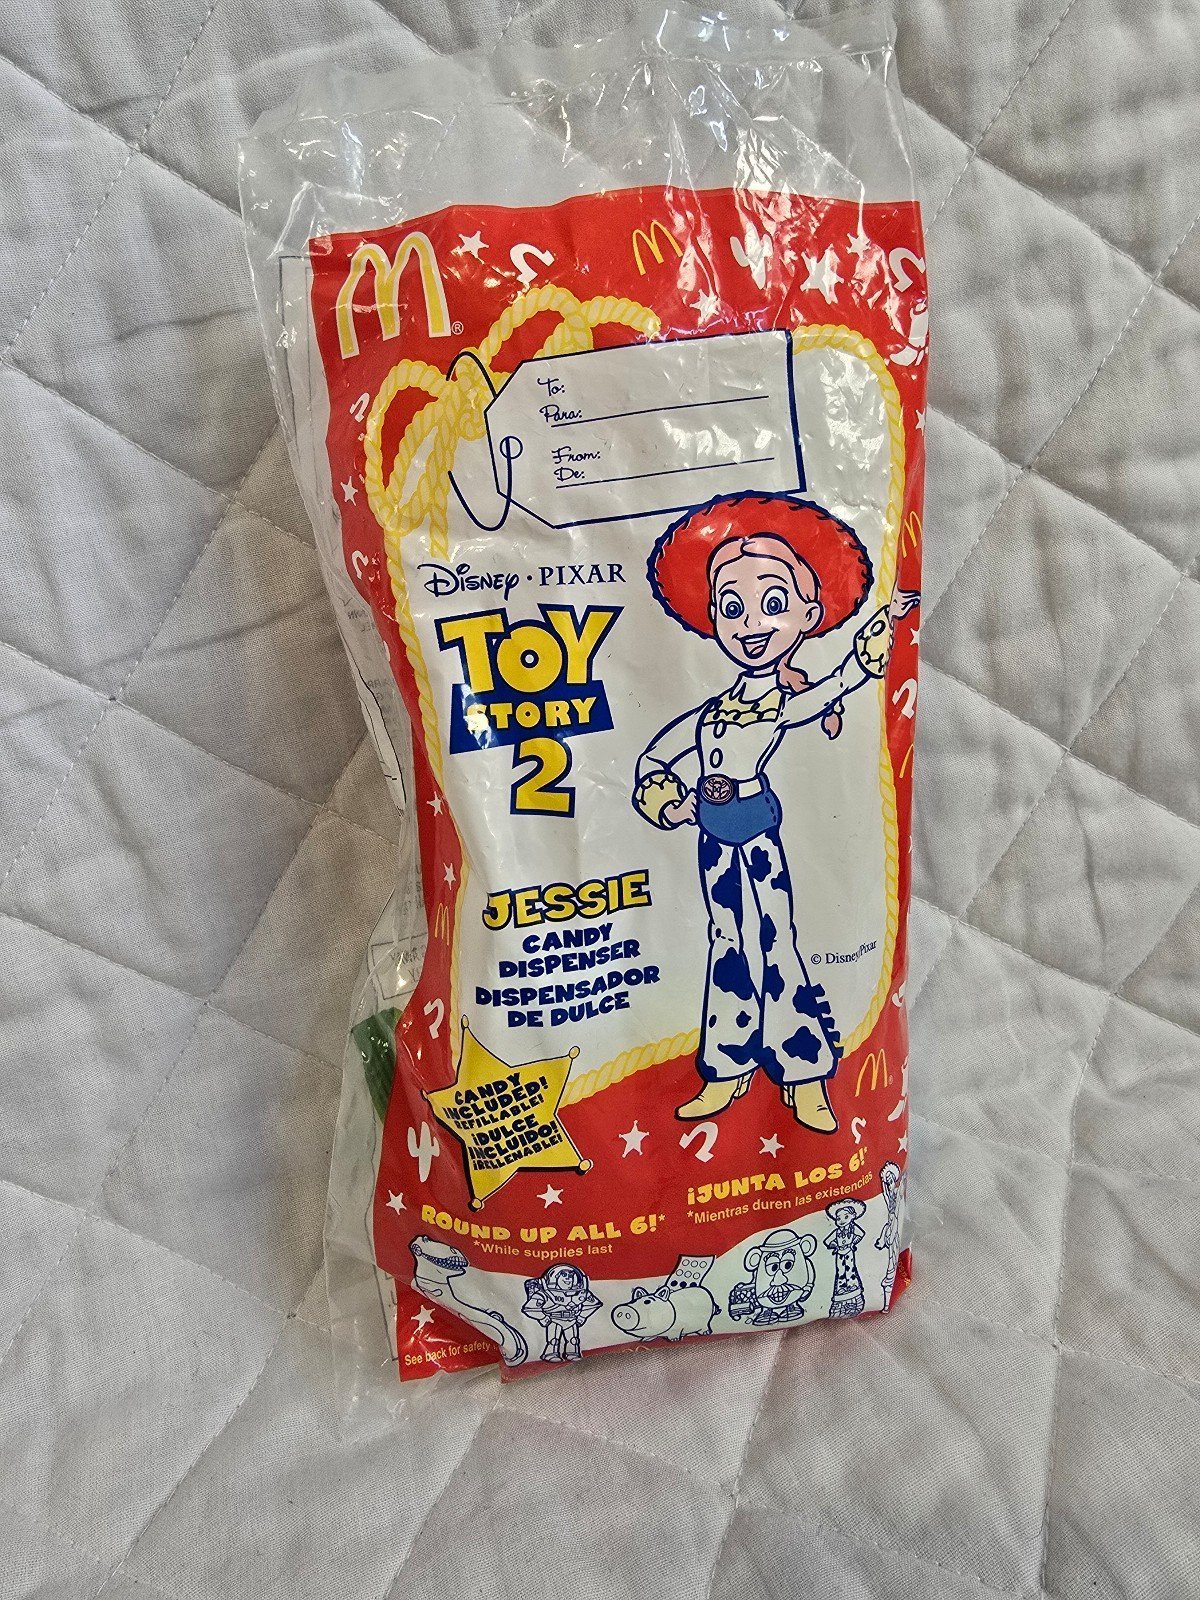 M®
To:
Para:
From:
De:
Disney · PIXAR
TOY
STORY
2
JESSIE
CANDY
DISPENSER
DISPENSADOR
DE DULCE
© Disney/Pixar
CANDY
INCLUDED!
REFILLABLE!
¡DULCE
INCLUIDO!
¡RELLENABLE!
ROUND UP ALL 6!*
*While supplies last
¡JUNTA LOS 6!*
*Mientras duren las existencias
See back for safety